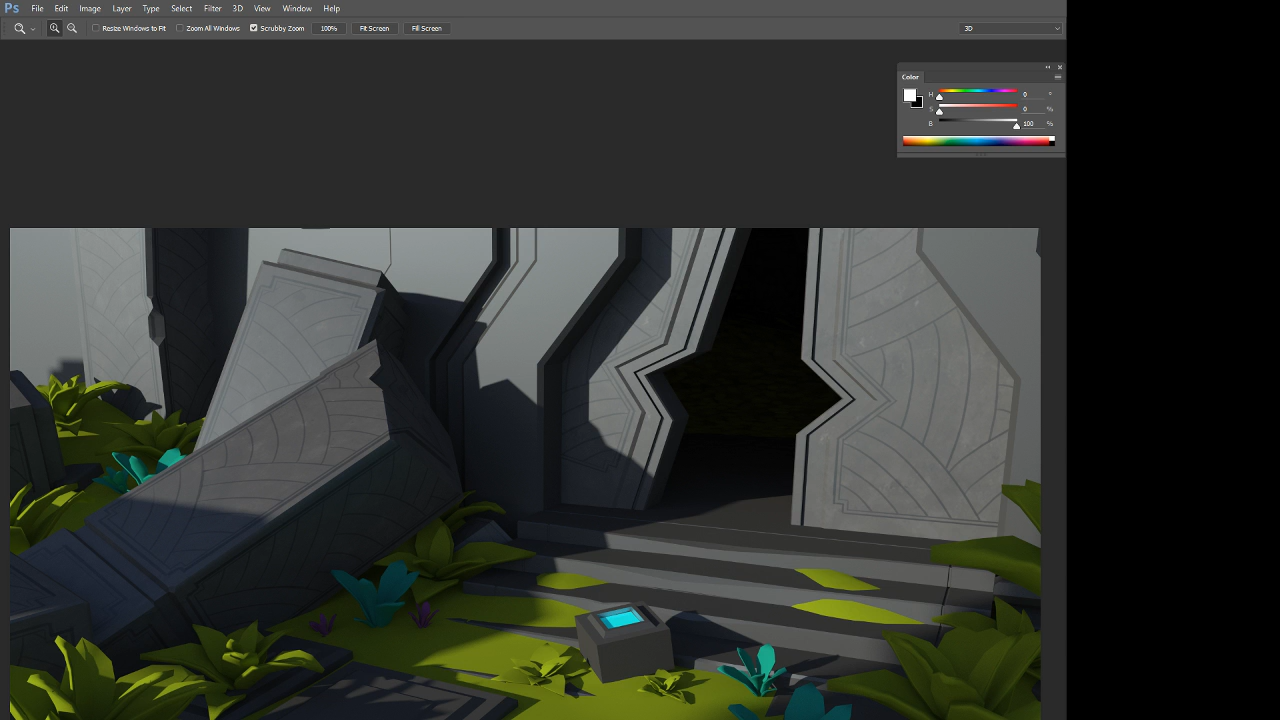 Ps File Edit Image Layer Type Select Filter 3D View Window Help
Resize Windows to Fit Zoom All Windows Scrubby Zoom 100% Fit Screen Fill Screen 3D
Color
H 0 °
S 0 %
B 100 %